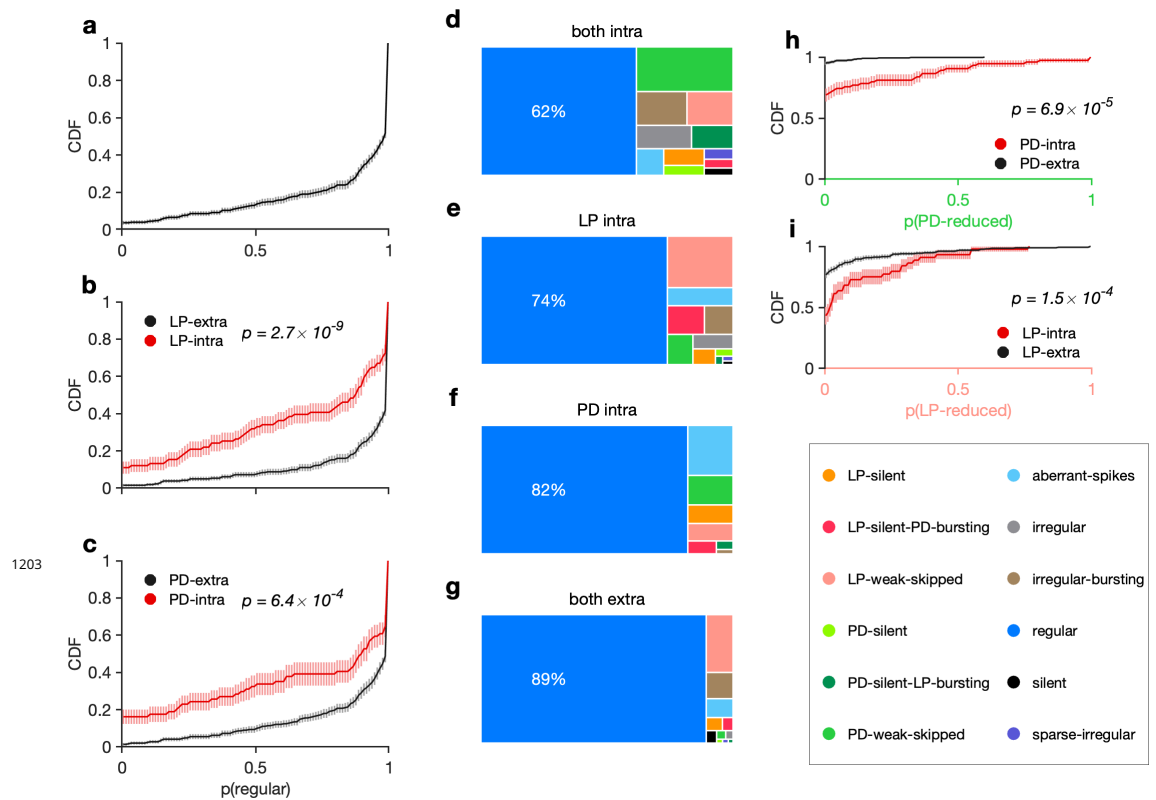 a
1
0.8
0.6
0.4
0.2
0
CDF
0
0.5
1
b
1
0.8
0.6
0.4
0.2
0
CDF
LP-extra
LP-intra
p = 2.7 × 10-9
0
0.5
1
c
1
0.8
0.6
0.4
0.2
0
CDF
PD-extra
PD-intra
p = 6.4 × 10-4
0
0.5
1
p(regular)
1203
d
both intra
62%
e
LP intra
74%
f
PD intra
82%
g
both extra
89%
h
1
0.5
0
CDF
p = 6.9 × 10-5
PD-intra
PD-extra
0
0.5
1
p(PD-reduced)
i
1
0.5
0
CDF
p = 1.5 × 10-4
LP-intra
LP-extra
0
0.5
1
p(LP-reduced)
LP-silent
LP-silent-PD-bursting
LP-weak-skipped
PD-silent
PD-silent-LP-bursting
PD-weak-skipped
aberrant-spikes
irregular
irregular-bursting
regular
silent
sparse-irregular